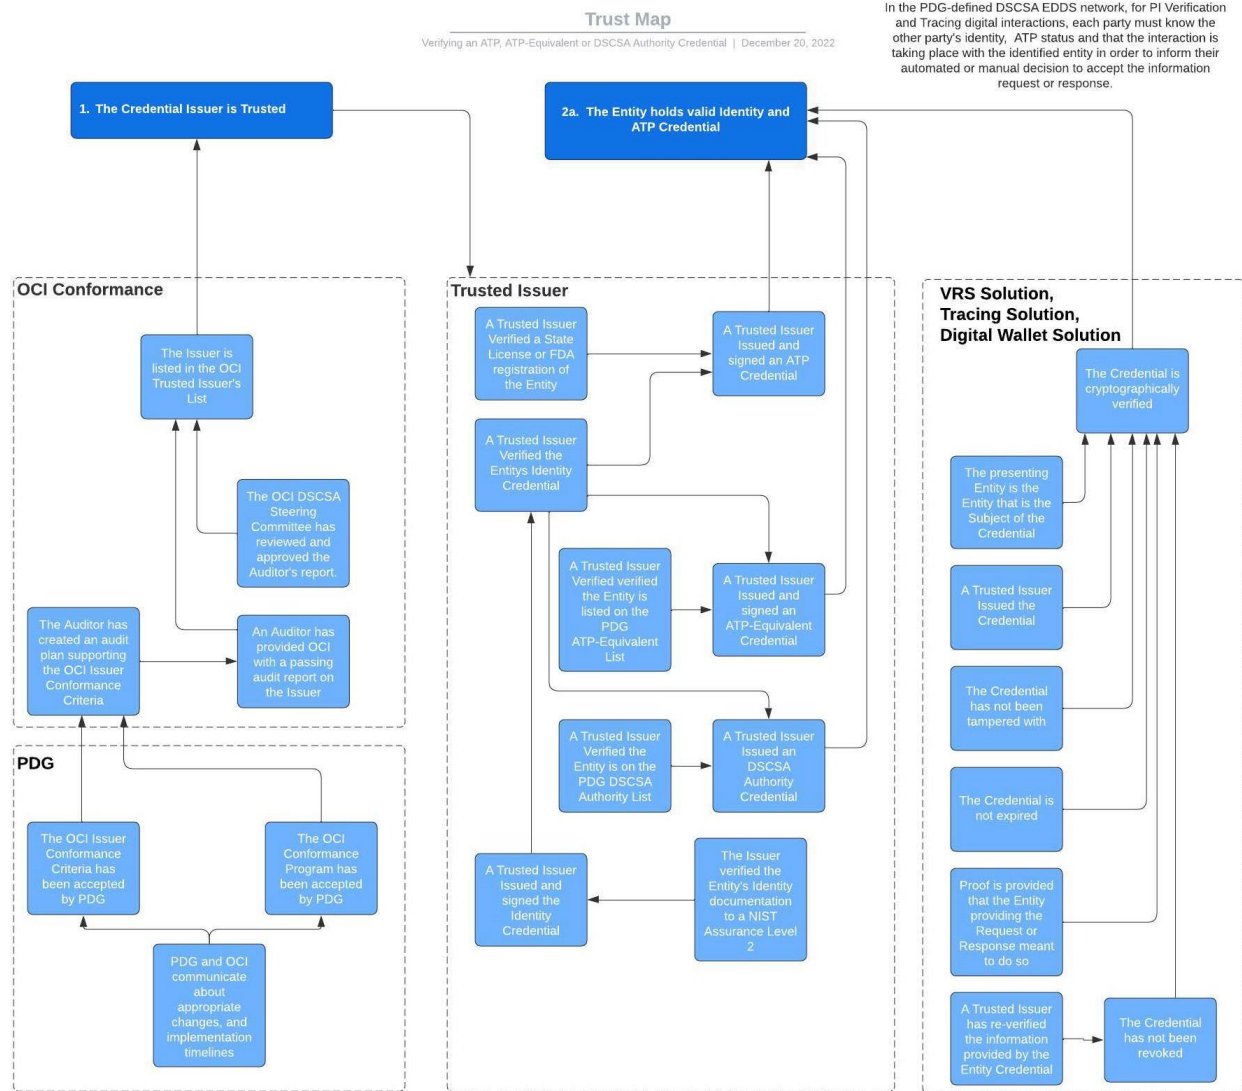 Trust Map
Verifying an ATP, ATP-Equivalent or DSCSA Authority Credential | December 20, 2022
In the PDG-defined DSCSA EDDS network, for PI Verification
and Tracing digital interactions, each party must know the
other party's identity, ATP status and that the interaction is
taking place with the identified entity in order to inform their
automated or manual decision to accept the information
request or response.
1. The Credential Issuer is Trusted
2a. The Entity holds valid Identity and
ATP Credential
OCI Conformance
The Issuer is
listed in the OCI
Trusted Issuer's
List
The OCI DSCSA
Steering
Committee has
reviewed and
approved the
Auditor's report.
The Auditor has
created an audit
plan supporting
the OCI Issuer
Conformance
Criteria
An Auditor has
provided OCI
with a passing
audit report on
the Issuer
PDG
The OCI Issuer
Conformance
Criteria has
been accepted
by PDG
The OCI
Conformance
Program has
been accepted
by PDG
PDG and OCI
communicate
about
appropriate
changes, and
implementation
timelines
Trusted Issuer
A Trusted Issuer
Verified a State
License or FDA
registration of
the Entity
A Trusted Issuer
Issued and
signed an ATP
Credential
A Trusted Issuer
Verified the
Entitys Identity
Credential
A Trusted Issuer
Verified verified
the Entity is
listed on the
PDG
ATP-Equivalent
List
A Trusted Issuer
Issued and
signed an
ATP-Equivalent
Credential
A Trusted Issuer
Verified the
Entity is on the
PDG DSCSA
Authority List
A Trusted Issuer
Issued an
DSCSA
Authority
Credential
A Trusted Issuer
Issued and
signed the
Identity
Credential
The Issuer
verified the
Entity's Identity
documentation
to a NIST
Assurance Level
2
VRS Solution,
Tracing Solution,
Digital Wallet Solution
The Credential is
cryptographically
verified
The presenting
Entity is the
Entity that is the
Subject of the
Credential
A Trusted Issuer
Issued the
Credential
The Credential
has not been
tampered with
The Credential is
not expired
Proof is provided
that the Entity
providing the
Request or
Response meant
to do so
A Trusted Issuer
has re-verified
the information
provided by the
Entity Credential
The Credential
has not been
revoked